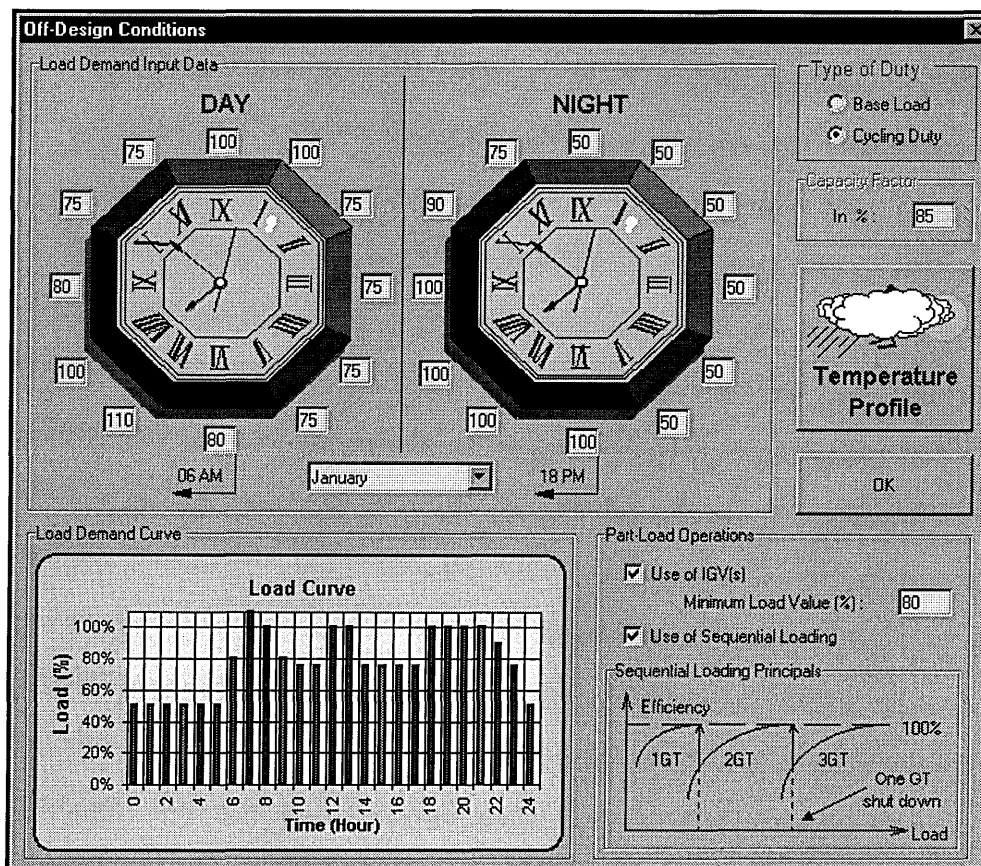 Off-Design Conditions
Load Demand Input Data
DAY
NIGHT
75
100
100
75
75
80
75
100
75
110
75
80
75
50
50
90
50
100
50
100
50
100
50
100
06 AM
January
18 PM
Type of Duty
Base Load
Cycling Duty
Capacity Factor
In % :
85
Temperature
Profile
OK
Load Demand Curve
Load Curve
Load (%)
100%
80%
60%
40%
20%
0%
0 2 4 6 8 10 12 14 16 18 20 22 24
Time (Hour)
Part-Load Operations
Use of IGV(s)
Minimum Load Value (%) :
80
Use of Sequential Loading
Sequential Loading Principals
Efficiency
100%
1GT
2GT
3GT
One GT
shut down
Load